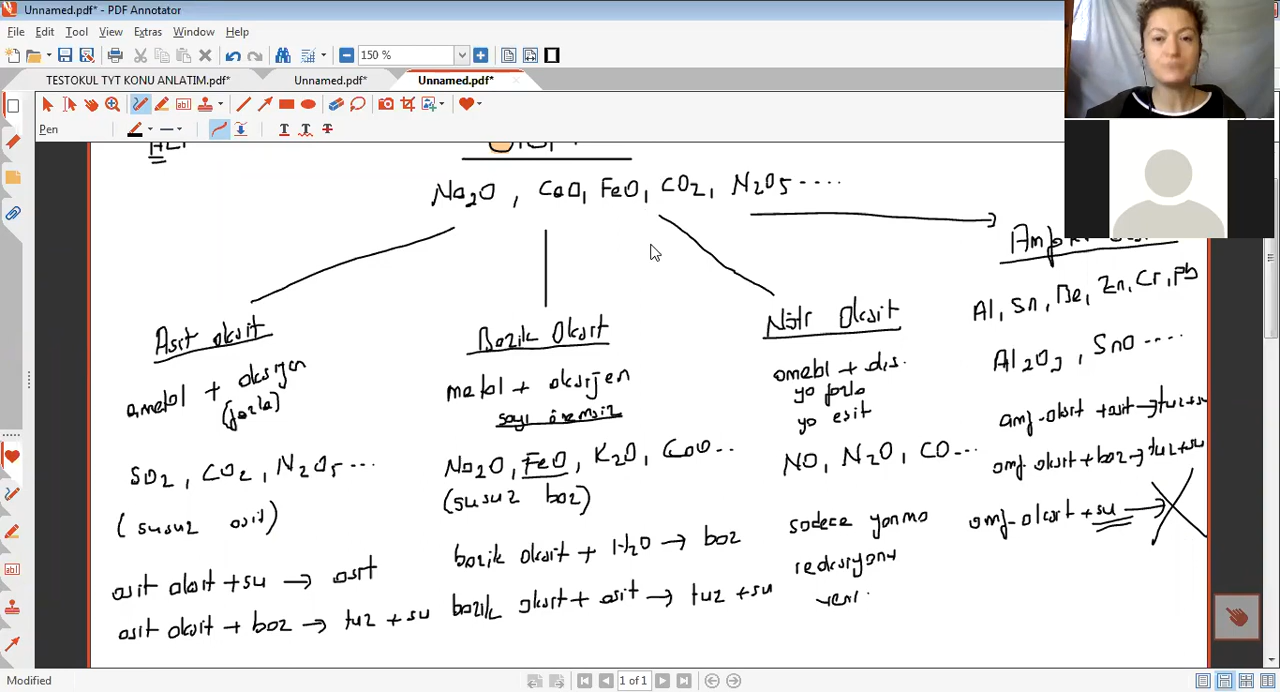 Unnamed.pdf* - PDF Annotator
File Edit Tool View Extras Window Help
150 %
TESTOKUL TYT KONU ANLATIM.pdf*
Unnamed.pdf*
Unnamed.pdf*
Pen
Na2O , CaO, FeO, CO2, N2O5 ....
Asit oksit
ametal + oksijen
(fazla)
SO2, CO2, N2O5 ...
(susuz asit)
asit oksit + su → asit
asit oksit + baz → tuz + su
Bazik Oksit
metal + oksijen
sayı önemsiz
Na2O, FeO, K2O, CaO...
(susuz baz)
bazik oksit + H2O → baz
bazik oksit + asit → tuz + su
Nötr Oksit
ametal + oks.
ya fazla
ya eşit
NO, N2O, CO...
sadece yanma
reaksiyonu
verir.
Al, Sn, Be, Zn, Cr, Pb
Al2O3, SnO ....
amf. oksit + asit → tuz + su
amf. oksit + baz → tuz + su
amf. oksit + su →
Modified
1 of 1